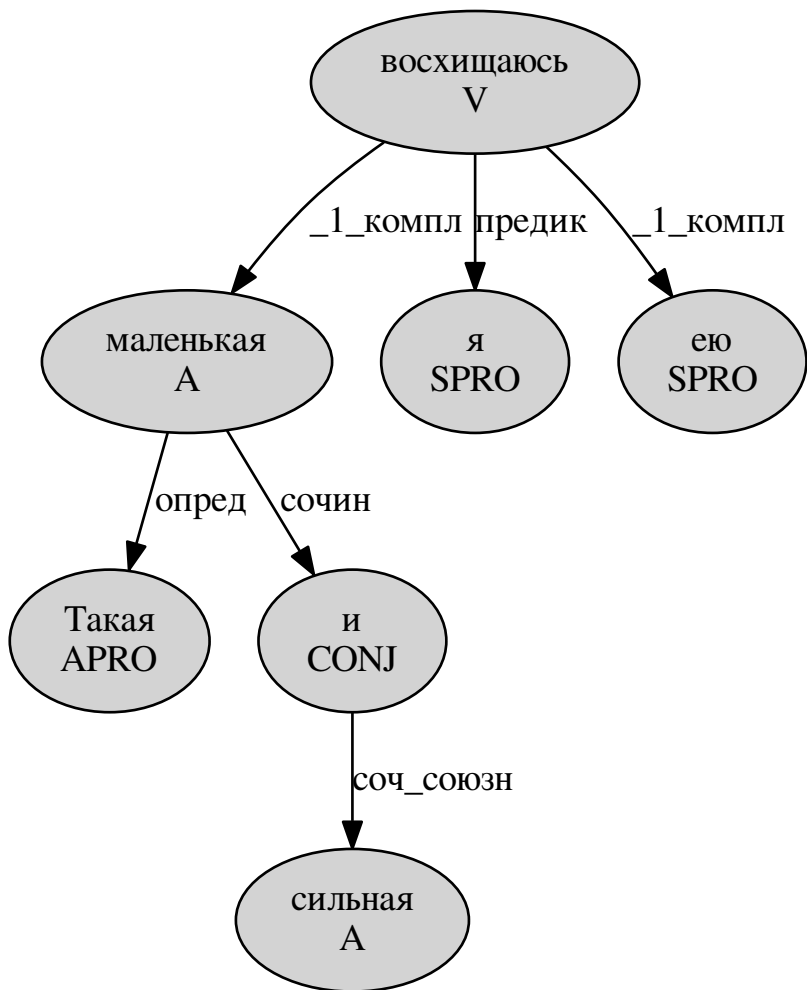 восхищаюсь
V
_1_компл
предик
_1_компл
маленькая
A
я
SPRO
ею
SPRO
опред
сочин
Такая
APRO
и
CONJ
соч_союзн
сильная
A